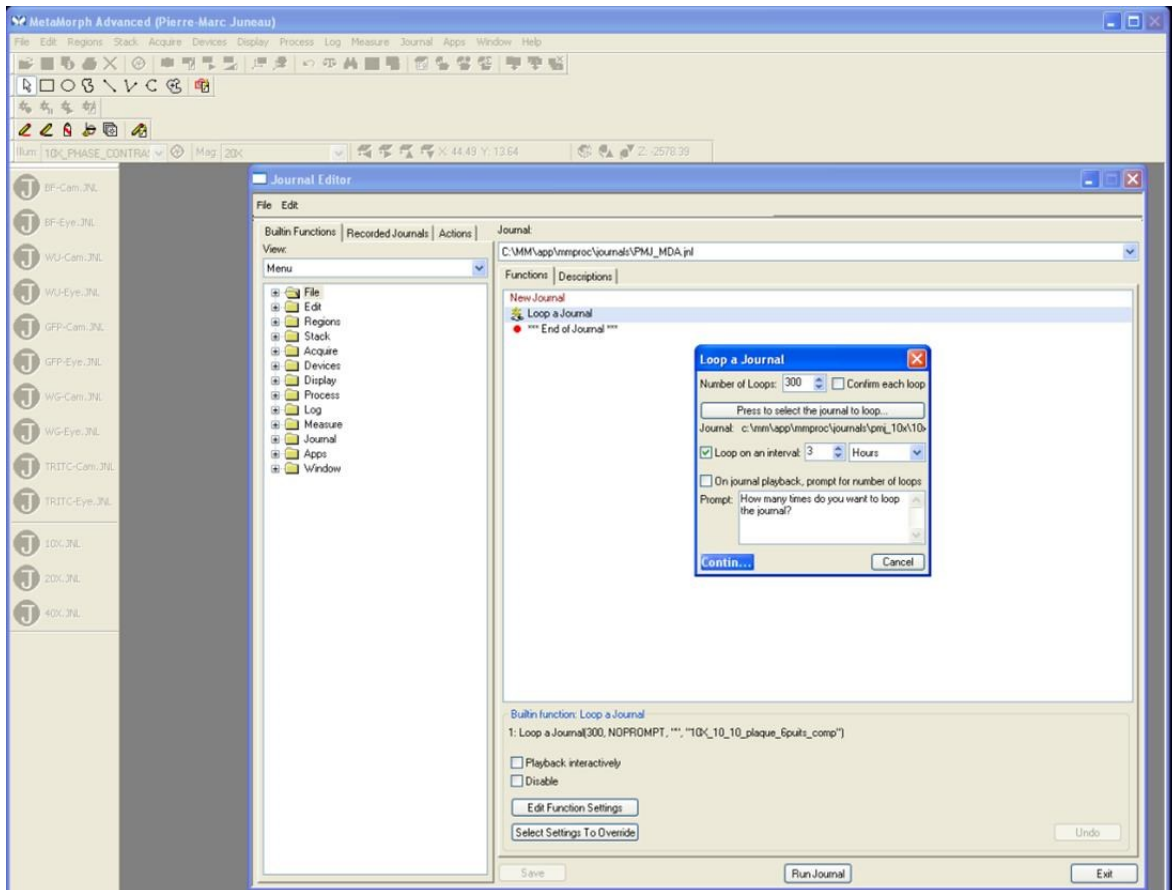 MetaMorph Advanced (Pierre-Marc Juneau)
File Edit Regions Stack Acquire Devices Display Process Log Measure Journal Apps Window Help
Illum: 10X_PHASE_CONTRA Mag: 20X X: 44.49 Y: 13.64 Z: -2578.39
BF-Cam.JNL
BF-Eye.JNL
WU-Cam.JNL
WU-Eye.JNL
GFP-Cam.JNL
GFP-Eye.JNL
WG-Cam.JNL
WG-Eye.JNL
TRITC-Cam.JNL
TRITC-Eye.JNL
10X.JNL
20X.JNL
40X.JNL
Journal Editor
File Edit
Builtin Functions Recorded Journals Actions
View:
Menu
File
Edit
Regions
Stack
Acquire
Devices
Display
Process
Log
Measure
Journal
Apps
Window
Journal:
C:\MM\app\mmproc\journals\PMJ_MDA.jnl
Functions Descriptions
New Journal
Loop a Journal
*** End of Journal ***
Loop a Journal
Number of Loops: 300 Confirm each loop
Press to select the journal to loop...
Journal: c:\mm\app\mmproc\journals\pmj_10x\10x
Loop on an interval: 3 Hours
On journal playback, prompt for number of loops
Prompt: How many times do you want to loop
the journal?
Contin... Cancel
Builtin function: Loop a Journal
1: Loop a Journal(300, NOPROMPT, "", "10X_10_10_plaque_6puits_comp")
Playback interactively
Disable
Edit Function Settings
Select Settings To Override Undo
Save Run Journal Exit